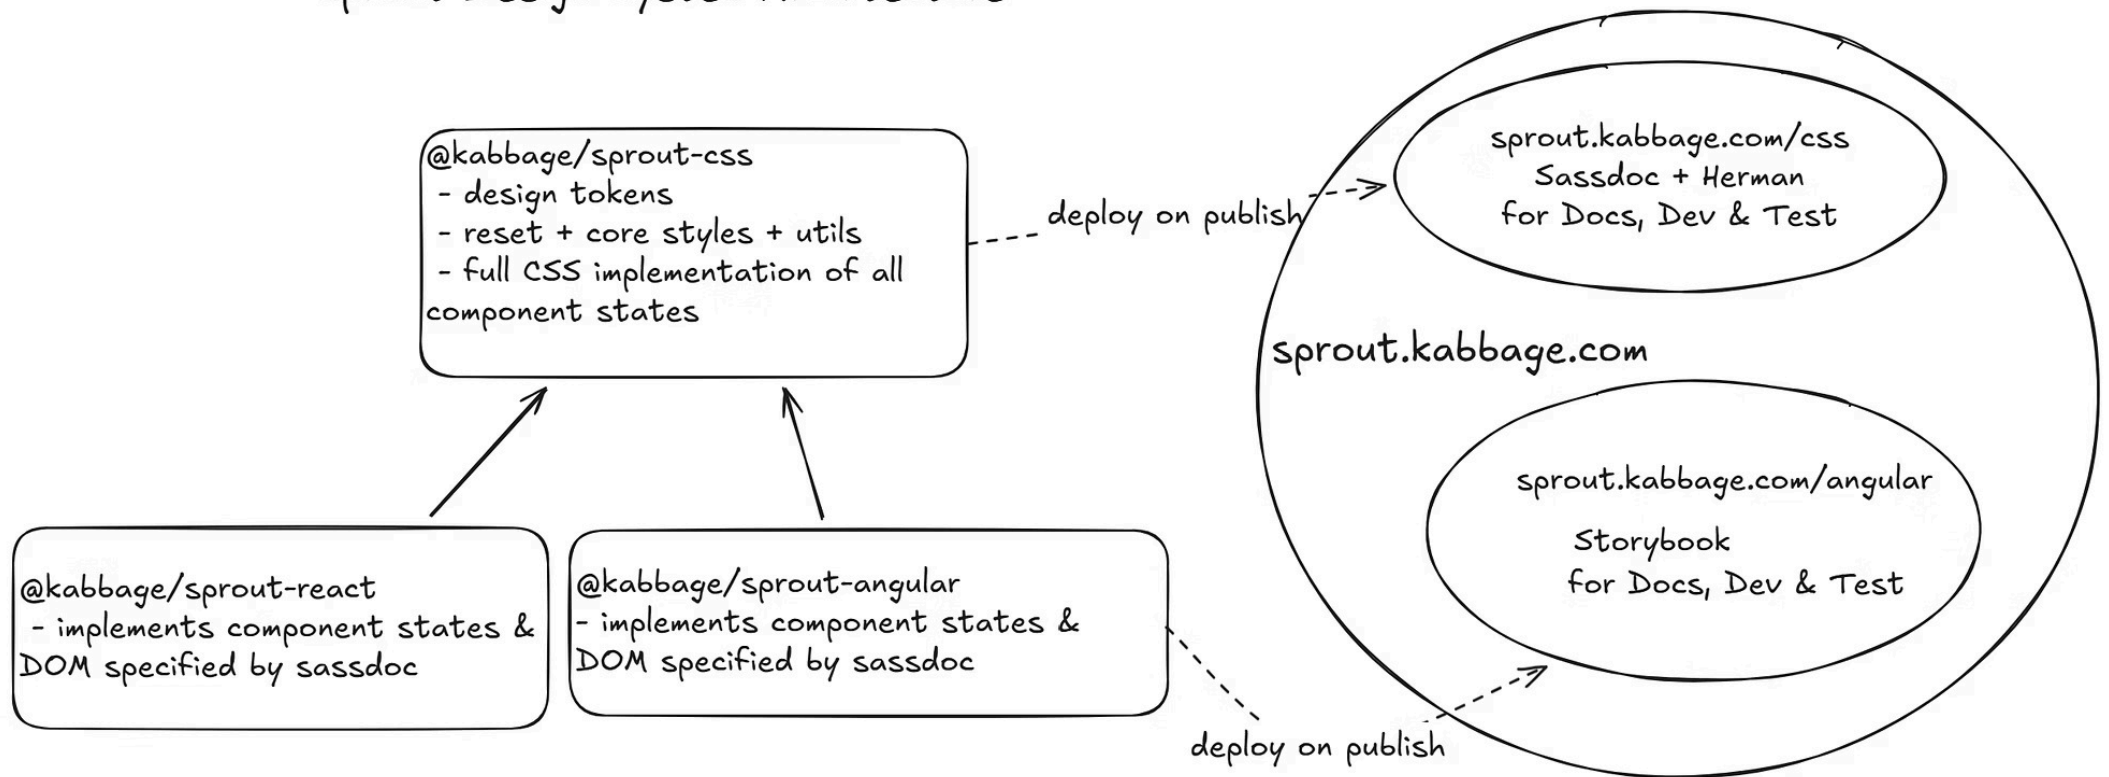 @kabbage/sprout-css
- design tokens
- reset + core styles + utils
- full CSS implementation of all
component states
deploy on publish
sprout.kabbage.com/css
Sassdoc + Herman
for Docs, Dev & Test
sprout.kabbage.com
sprout.kabbage.com/angular
Storybook
for Docs, Dev & Test
@kabbage/sprout-react
- implements component states &
DOM specified by sassdoc
@kabbage/sprout-angular
- implements component states &
DOM specified by sassdoc
deploy on publish